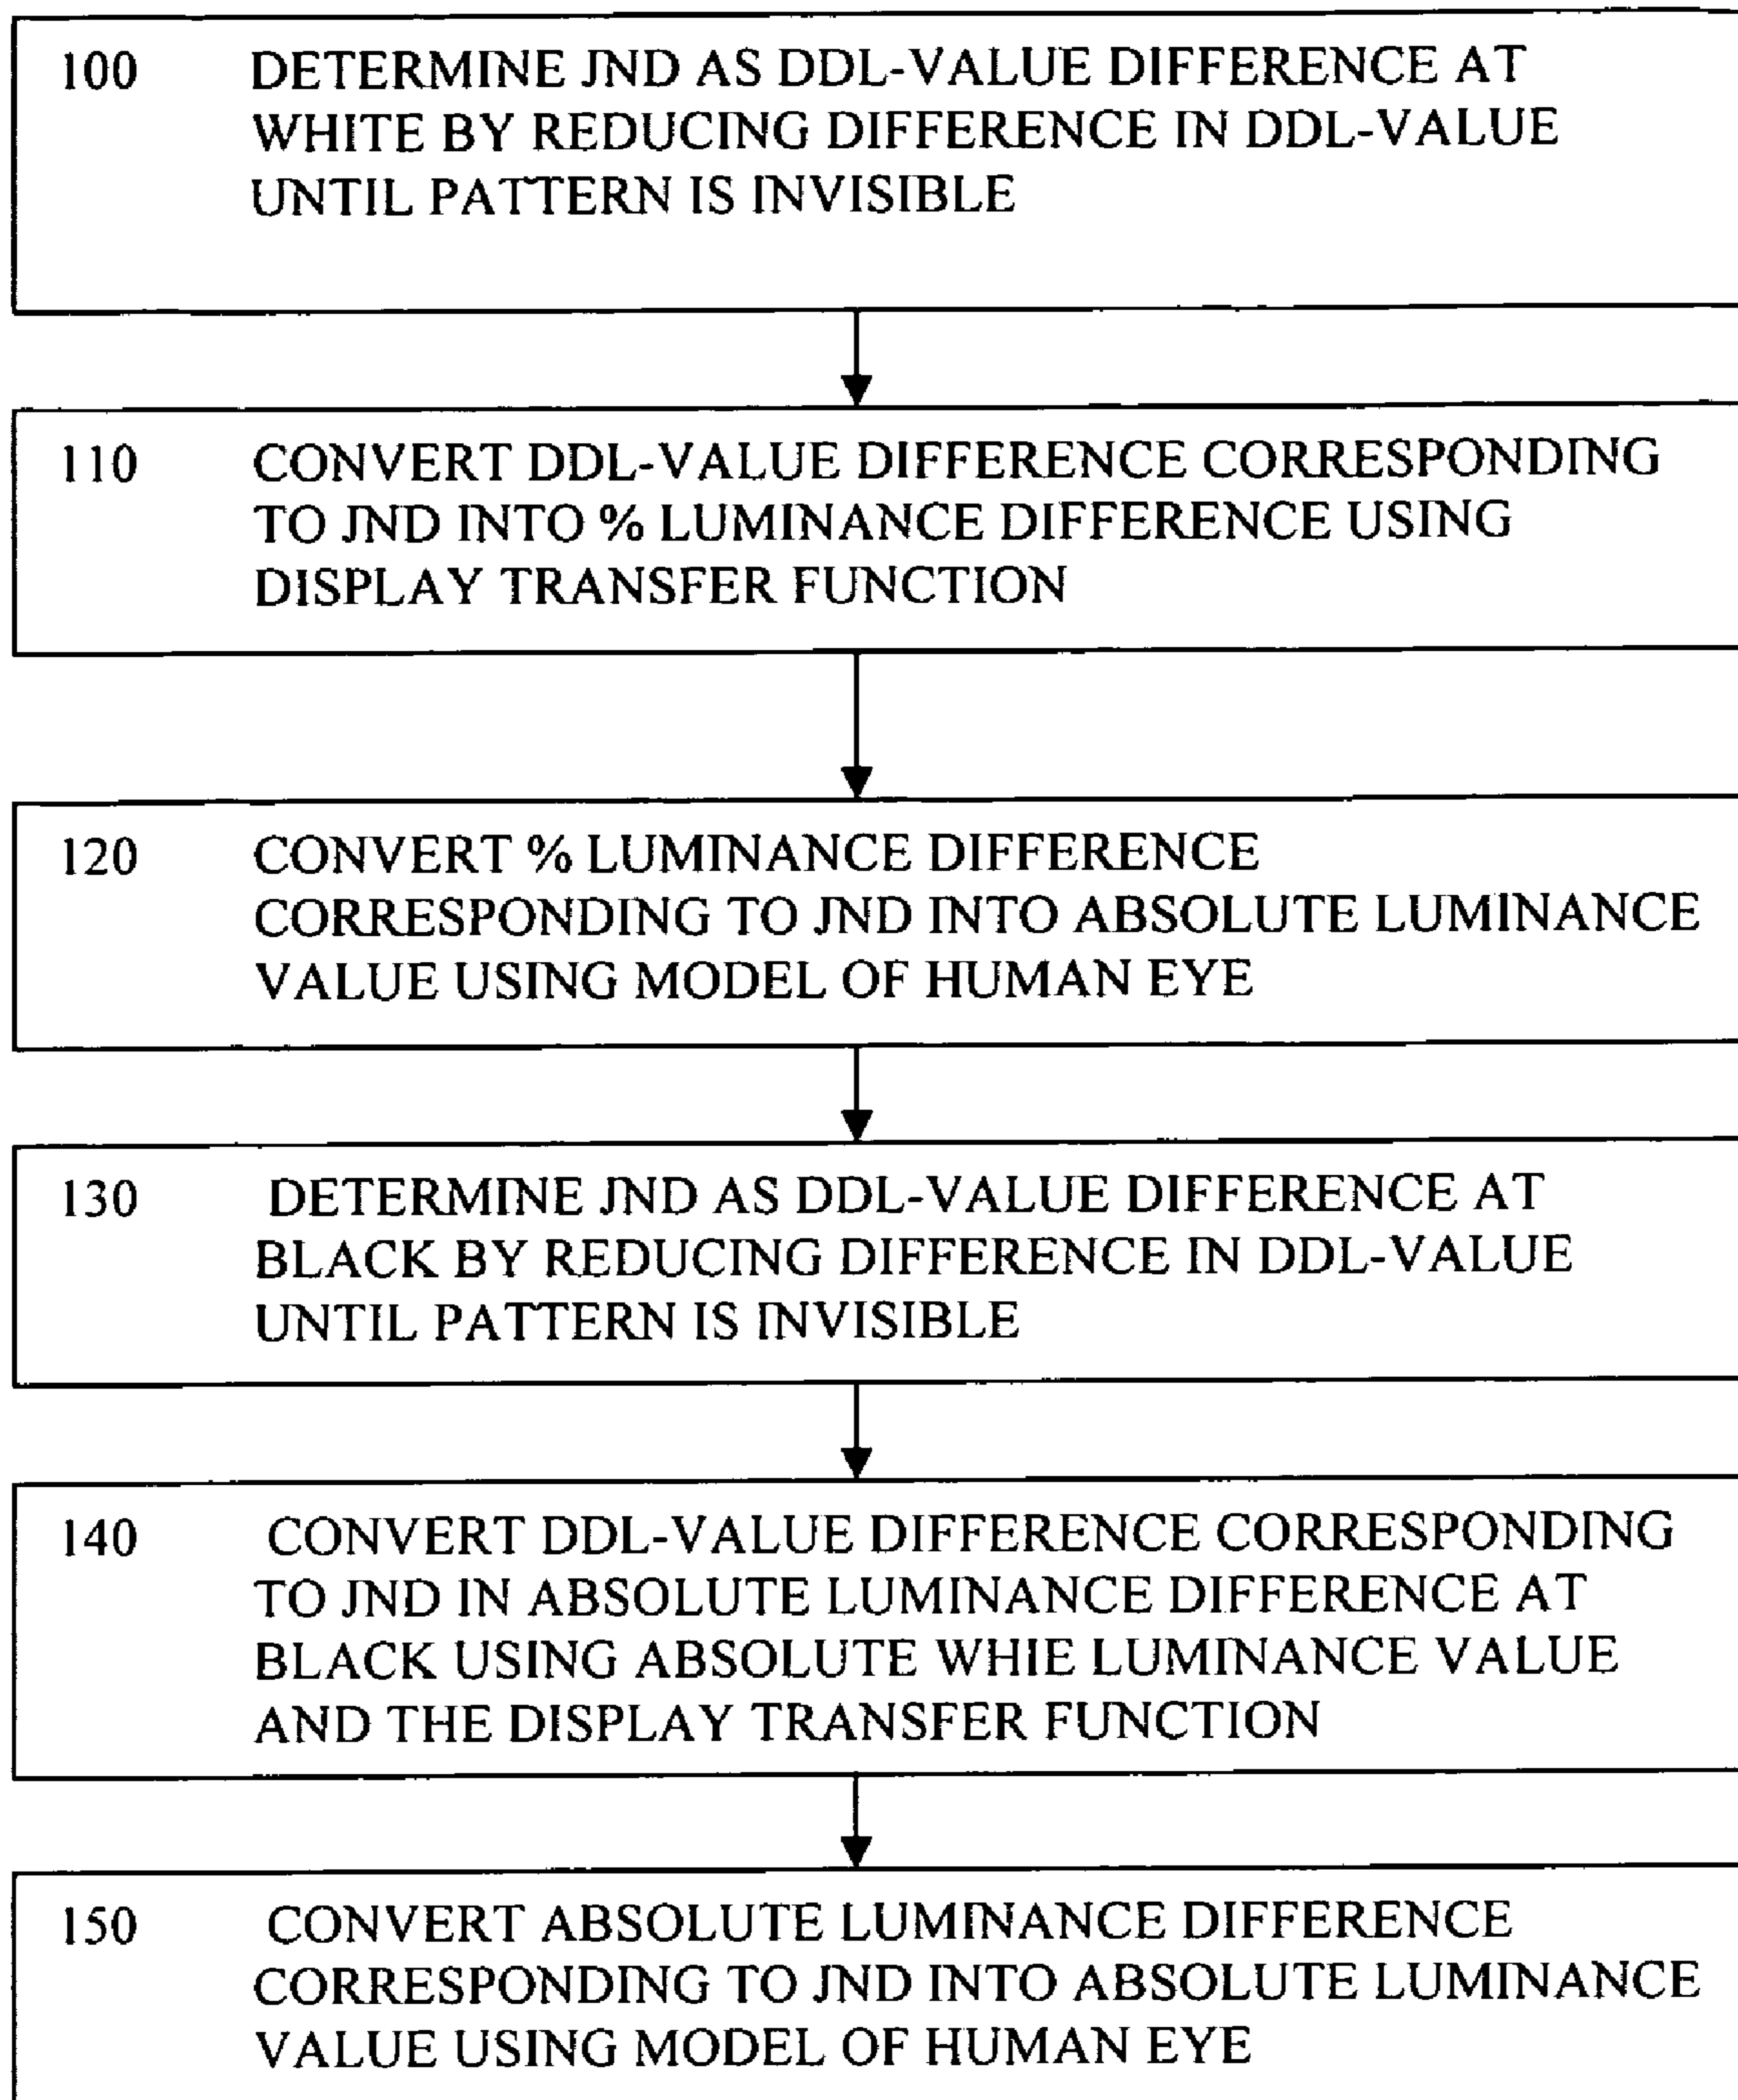 100 DETERMINE JND AS DDL-VALUE DIFFERENCE AT
WHITE BY REDUCING DIFFERENCE IN DDL-VALUE
UNTIL PATTERN IS INVISIBLE
110 CONVERT DDL-VALUE DIFFERENCE CORRESPONDING
TO JND INTO % LUMINANCE DIFFERENCE USING
DISPLAY TRANSFER FUNCTION
120 CONVERT % LUMINANCE DIFFERENCE
CORRESPONDING TO JND INTO ABSOLUTE LUMINANCE
VALUE USING MODEL OF HUMAN EYE
130 DETERMINE JND AS DDL-VALUE DIFFERENCE AT
BLACK BY REDUCING DIFFERENCE IN DDL-VALUE
UNTIL PATTERN IS INVISIBLE
140 CONVERT DDL-VALUE DIFFERENCE CORRESPONDING
TO JND IN ABSOLUTE LUMINANCE DIFFERENCE AT
BLACK USING ABSOLUTE WHIE LUMINANCE VALUE
AND THE DISPLAY TRANSFER FUNCTION
150 CONVERT ABSOLUTE LUMINANCE DIFFERENCE
CORRESPONDING TO JND INTO ABSOLUTE LUMINANCE
VALUE USING MODEL OF HUMAN EYE